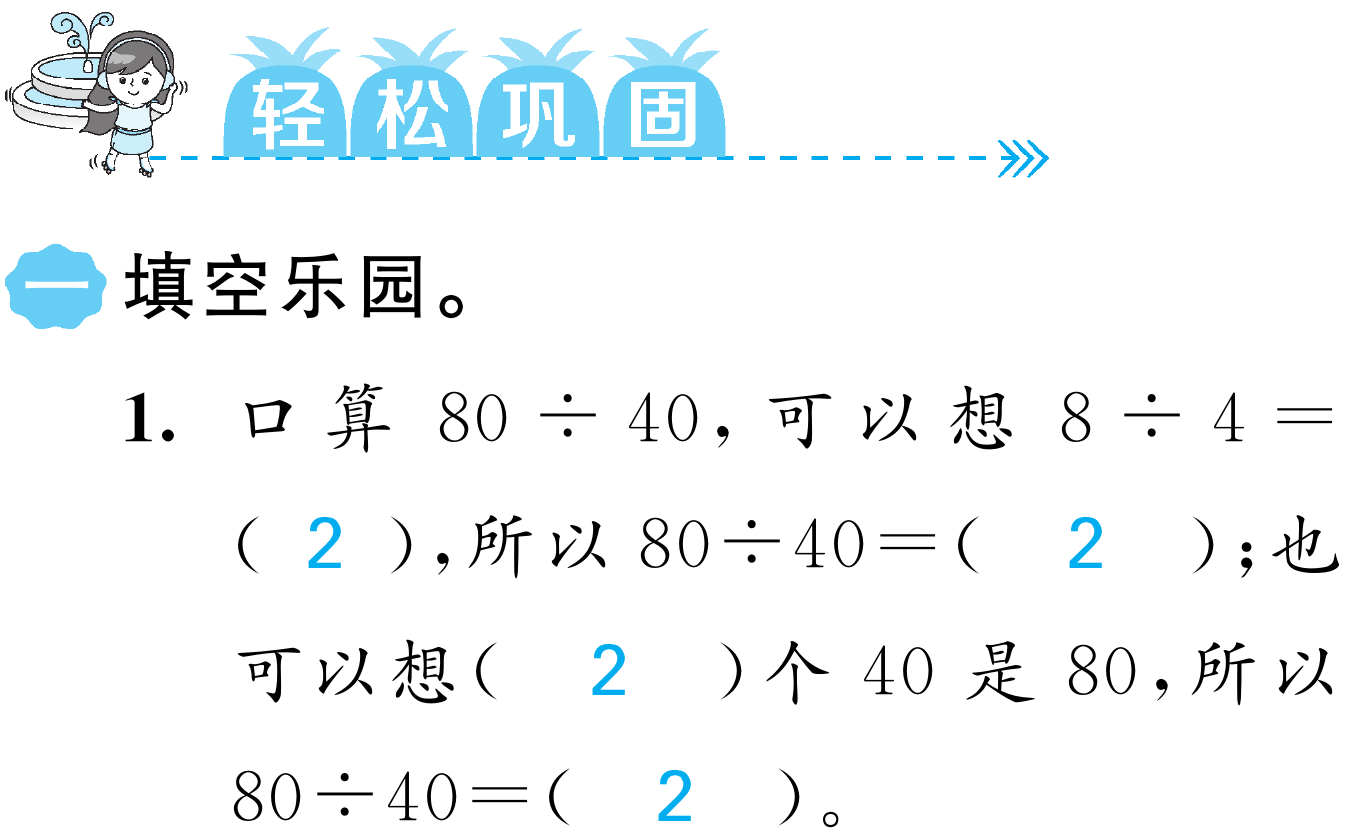 轻松巩固
一 填空乐园。
1. 口算 80÷40,可以想 8÷4=
( 2 ),所以 80÷40=( 2 );也
可以想( 2 )个 40 是 80,所以
80÷40=( 2 )。